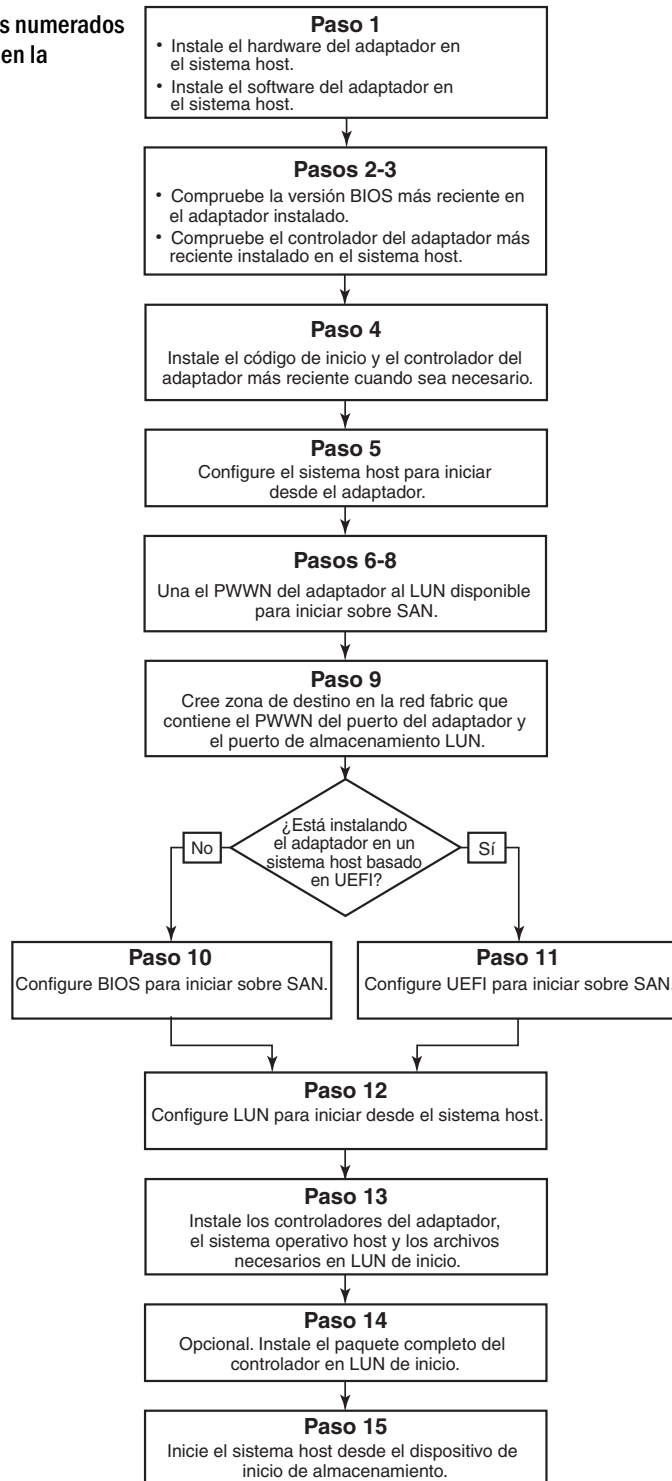 s numerados
en la
Paso 1
• Instale el hardware del adaptador en
el sistema host.
• Instale el software del adaptador en
el sistema host.
Pasos 2-3
• Compruebe la versión BIOS más reciente en
el adaptador instalado.
• Compruebe el controlador del adaptador más
reciente instalado en el sistema host.
Paso 4
Instale el código de inicio y el controlador del
adaptador más reciente cuando sea necesario.
Paso 5
Configure el sistema host para iniciar
desde el adaptador.
Pasos 6-8
Una el PWWN del adaptador al LUN disponible
para iniciar sobre SAN.
Paso 9
Cree zona de destino en la red fabric que
contiene el PWWN del puerto del adaptador y
el puerto de almacenamiento LUN.
¿Está instalando
el adaptador en un
sistema host basado
en UEFI?
No
Sí
Paso 10
Configure BIOS para iniciar sobre SAN.
Paso 11
Configure UEFI para iniciar sobre SAN.
Paso 12
Configure LUN para iniciar desde el sistema host.
Paso 13
Instale los controladores del adaptador,
el sistema operativo host y los archivos
necesarios en LUN de inicio.
Paso 14
Opcional. Instale el paquete completo del
controlador en LUN de inicio.
Paso 15
Inicie el sistema host desde el dispositivo de
inicio de almacenamiento.